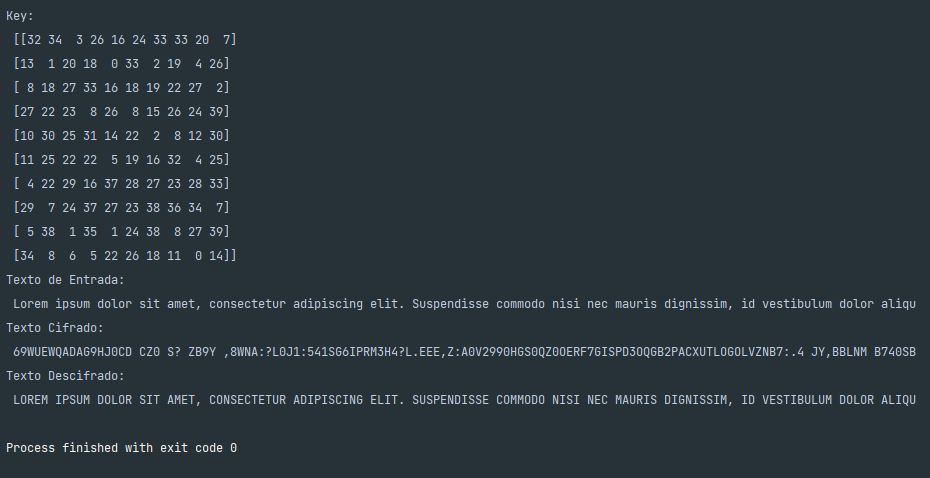 Key:
[[32 34  3 26 16 24 33 33 20  7]
[13  1 20 18  0 33  2 19  4 26]
[ 8 18 27 33 16 18 19 22 27  2]
[27 22 23  8 26  8 15 26 24 39]
[10 30 25 31 14 22  2  8 12 30]
[11 25 22 22  5 19 16 32  4 25]
[ 4 22 29 16 37 28 27 23 28 33]
[29  7 24 37 27 23 38 36 34  7]
[ 5 38  1 35  1 24 38  8 27 39]
[34  8  6  5 22 26 18 11  0 14]]
Texto de Entrada:
Lorem ipsum dolor sit amet, consectetur adipiscing elit. Suspendisse commodo nisi nec mauris dignissim, id vestibulum dolor aliqu
Texto Cifrado:
69WUEWQADAG9HJ0CD CZ0 S? ZB9Y ,8WNA:?L0J1:541SG6IPRM3H4?L.EEE,Z:A0V2990HGS0QZ0OERF7GISPD3OQGB2PACXUTLOGOLVZNB7:.4 JY,BBLNM B740SB
Texto Descifrado:
LOREM IPSUM DOLOR SIT AMET, CONSECTETUR ADIPISCING ELIT. SUSPENDISSE COMMODO NISI NEC MAURIS DIGNISSIM, ID VESTIBULUM DOLOR ALIQU
Process finished with exit code 0